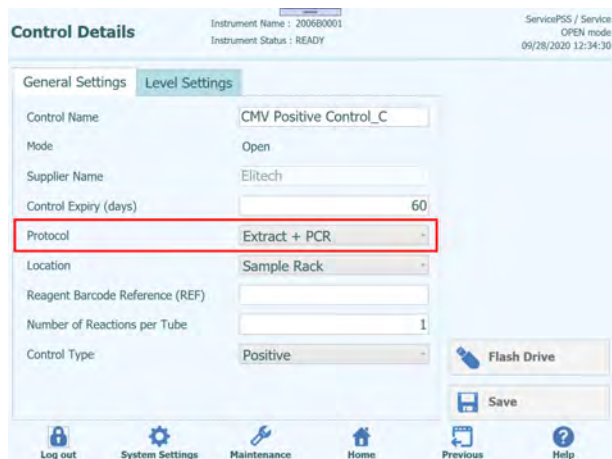 Control Details
Instrument Name : 200680001
Instrument Status : READY
ServicePSS / Service
OPEN mode
09/28/2020 12:34:30
General Settings Level Settings
Control Name CMV Positive Control_C
Mode Open
Supplier Name Elitech
Control Expiry (days) 60
Protocol Extract + PCR
Location Sample Rack
Reagent Barcode Reference (REF)
Number of Reactions per Tube 1
Control Type Positive
Flash Drive
Save
Log out System Settings Maintenance Home Previous Help